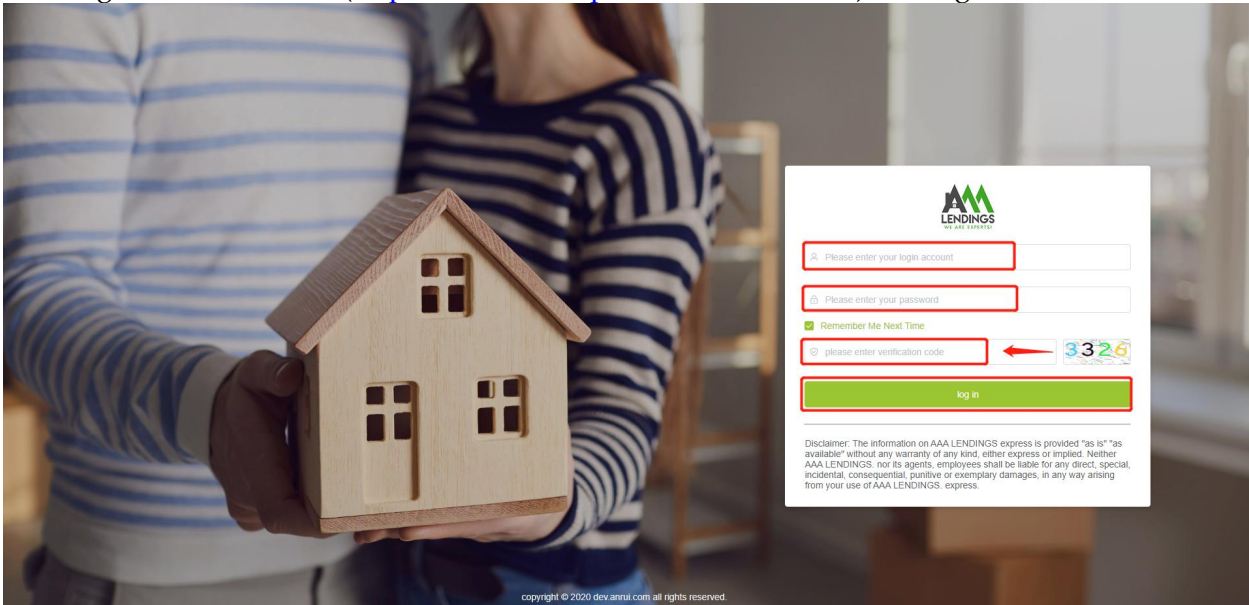 LENDINGS
WE ARE EXPERTS!
Please enter your login account
Please enter your password
Remember Me Next Time
please enter verification code
3326
log in
Disclaimer: The information on AAA LENDINGS express is provided "as is" "as
available" without any warranty of any kind, either express or implied. Neither
AAA LENDINGS. nor its agents, employees shall be liable for any direct, special,
incidental, consequential, punitive or exemplary damages, in any way arising
from your use of AAA LENDINGS. express.
copyright © 2020 dev.anrui.com all rights reserved.